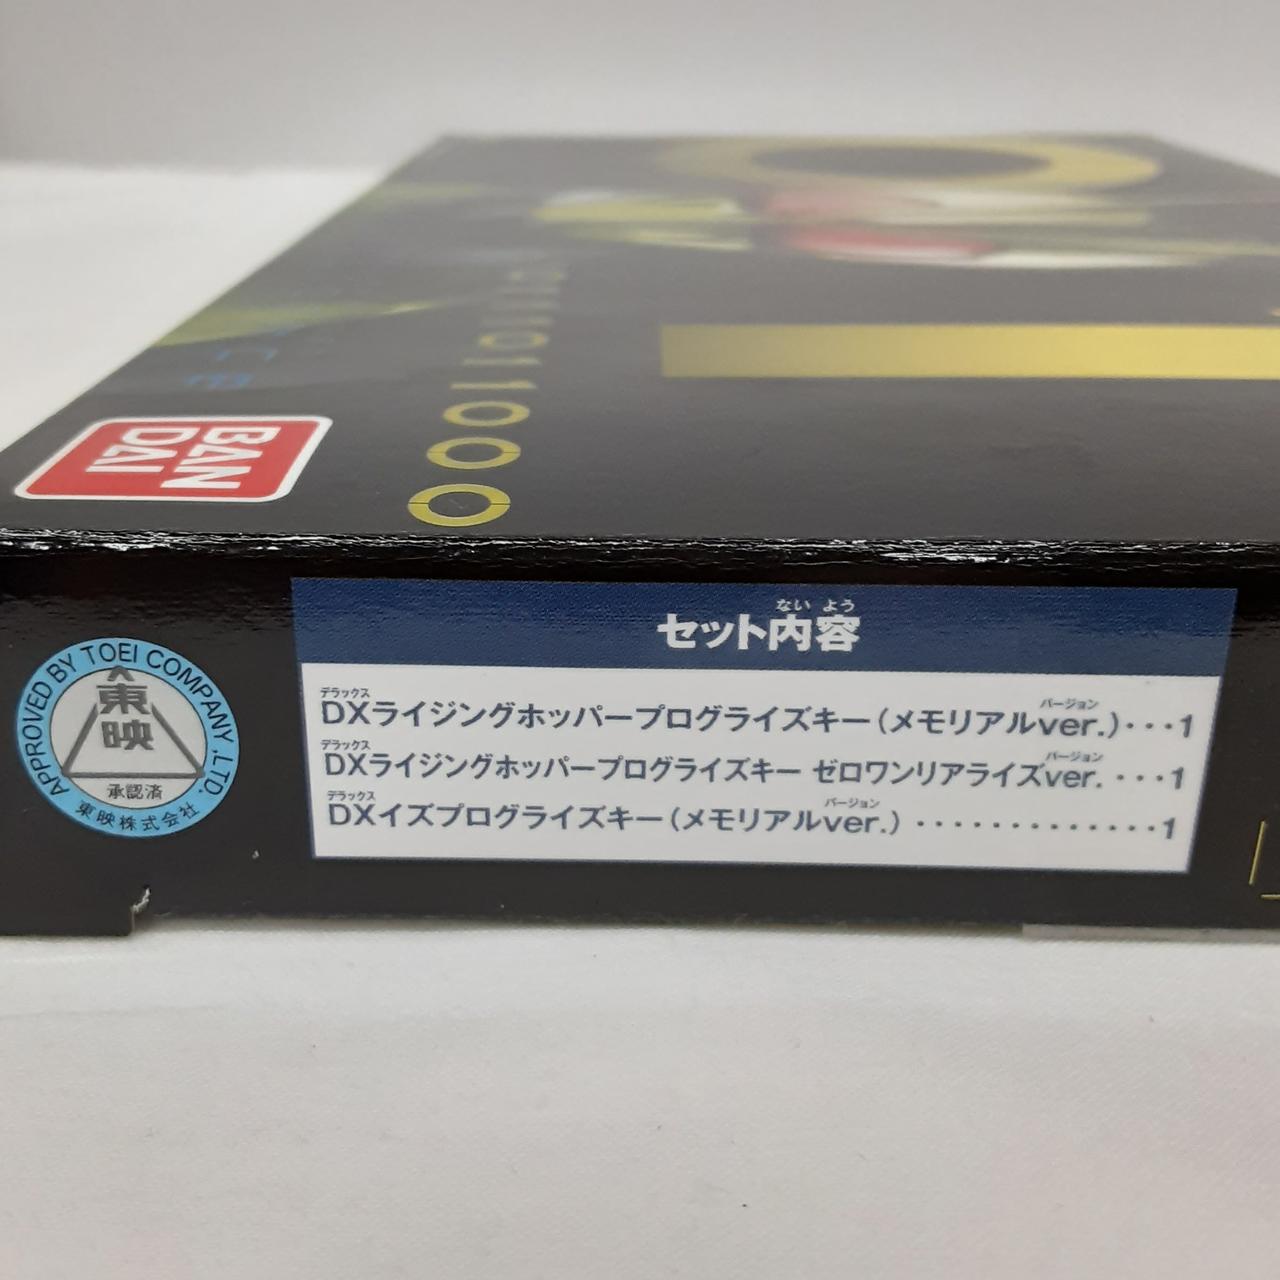 BAN
DAI
ないよう
セット内容
デラックス バージョン
DXライジングホッパープログライズキー(メモリアルver.)･･･1
デラックス バージョン
DXライジングホッパープログライズキー ゼロワンリアライズver.･･･1
デラックス バージョン
DXイズプログライズキー(メモリアルver.)･････････････1
APPROVED BY TOEI COMPANY ,LTD.
東映
承認済
東映株式会社